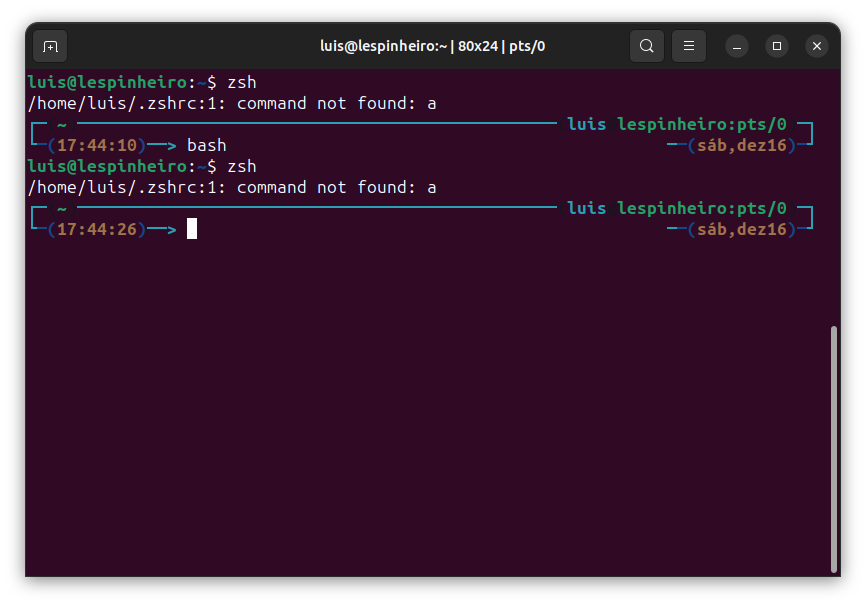 luis@lespinheiro:~ | 80x24 | pts/0
luis@lespinheiro:~$ zsh
/home/luis/.zshrc:1: command not found: a
~ luis lespinheiro:pts/0
(17:44:10)──> bash (sáb,dez16)
luis@lespinheiro:~$ zsh
/home/luis/.zshrc:1: command not found: a
~ luis lespinheiro:pts/0
(17:44:26)──> (sáb,dez16)